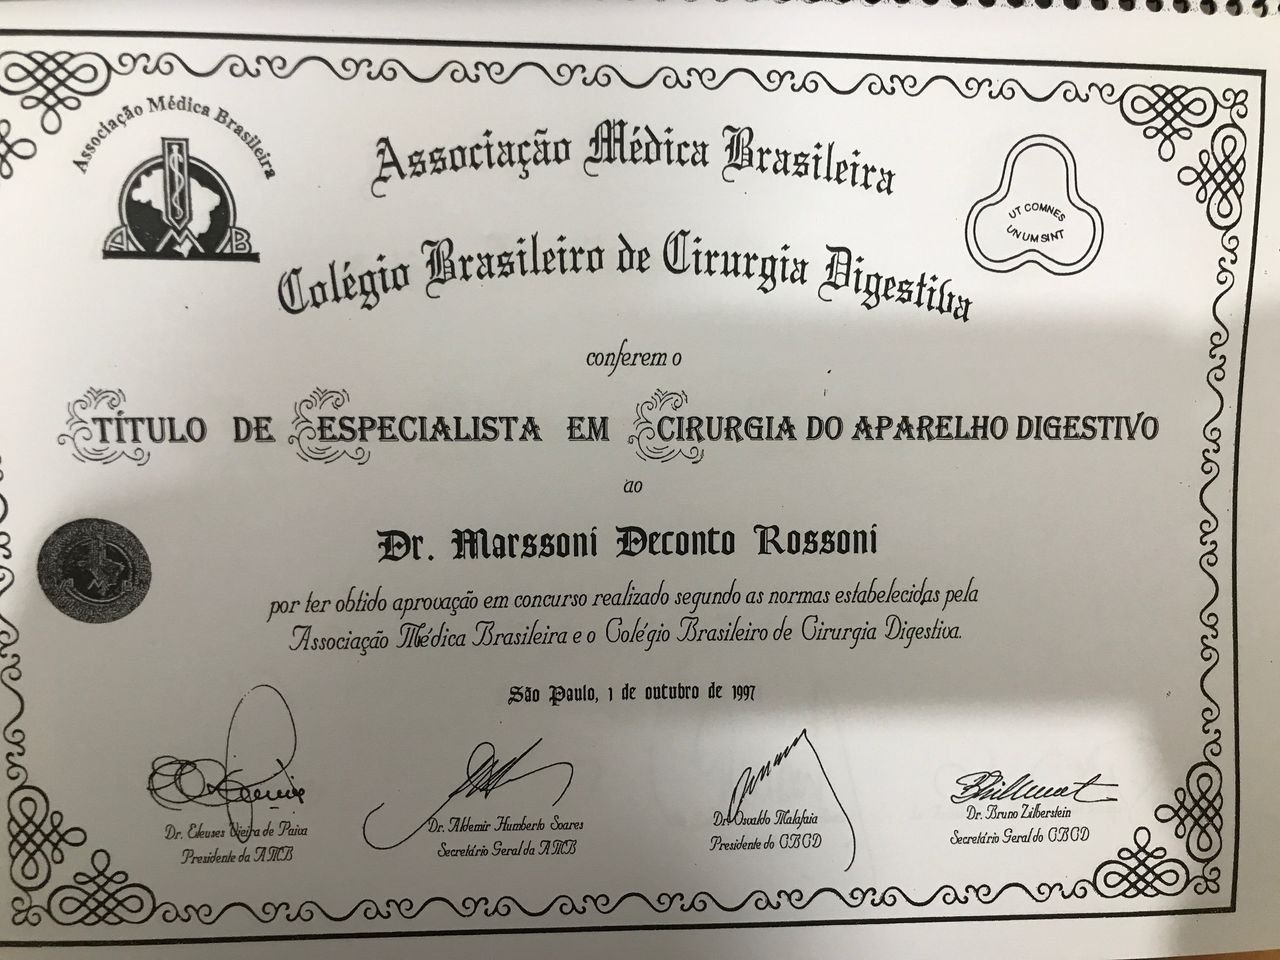 Associação Médica Brasileira
AMB
Associação Médica Brasileira
UT COMNES
UNUM SINT
Colégio Brasileiro de Cirurgia Digestiva
conferem o
TÍTULO DE ESPECIALISTA EM CIRURGIA DO APARELHO DIGESTIVO
ao
Dr. Marssoni Deconto Rossoni
por ter obtido aprovação em concurso realizado segundo as normas estabelecidas pela
Associação Médica Brasileira e o Colégio Brasileiro de Cirurgia Digestiva.
São Paulo, 1 de outubro de 1997
Dr. Eleuses Vieira de Paiva
Presidente da AMB
Dr. Aldemir Humberto Soares
Secretário Geral da AMB
Dr. Osvaldo Malafaia
Presidente do CBCD
Dr. Bruno Zilberstein
Secretário Geral do CBCD